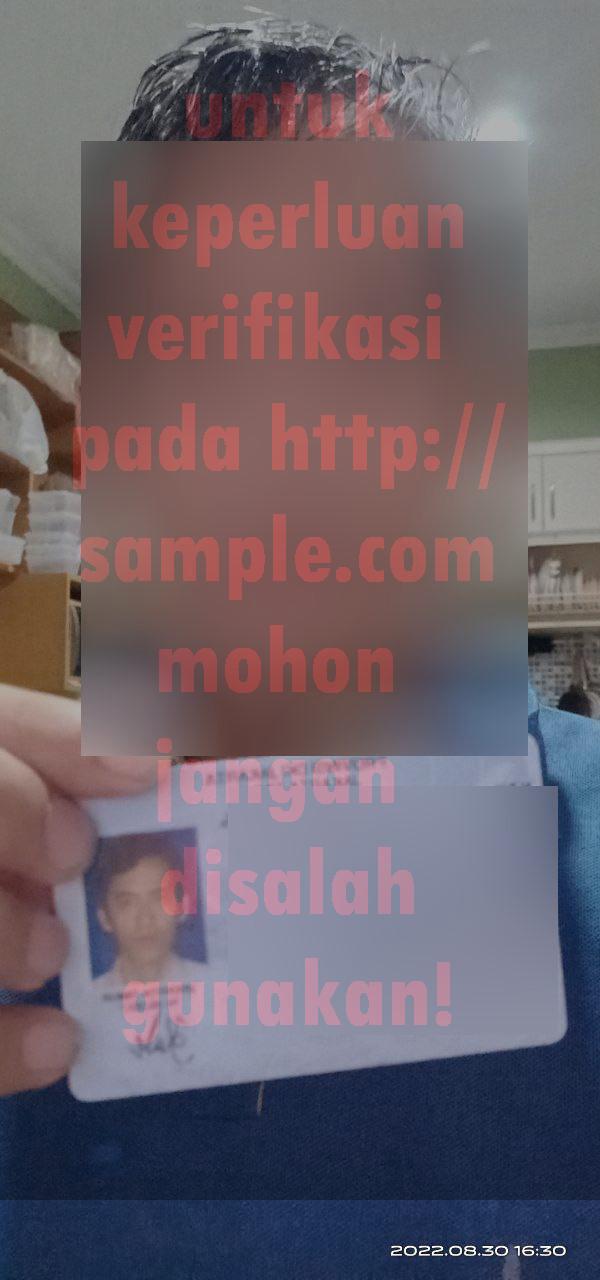 untuk
keperluan
verifikasi
pada http://
sample.com
mohon
jangan
disalah
gunakan!
2022.08.30 16:30